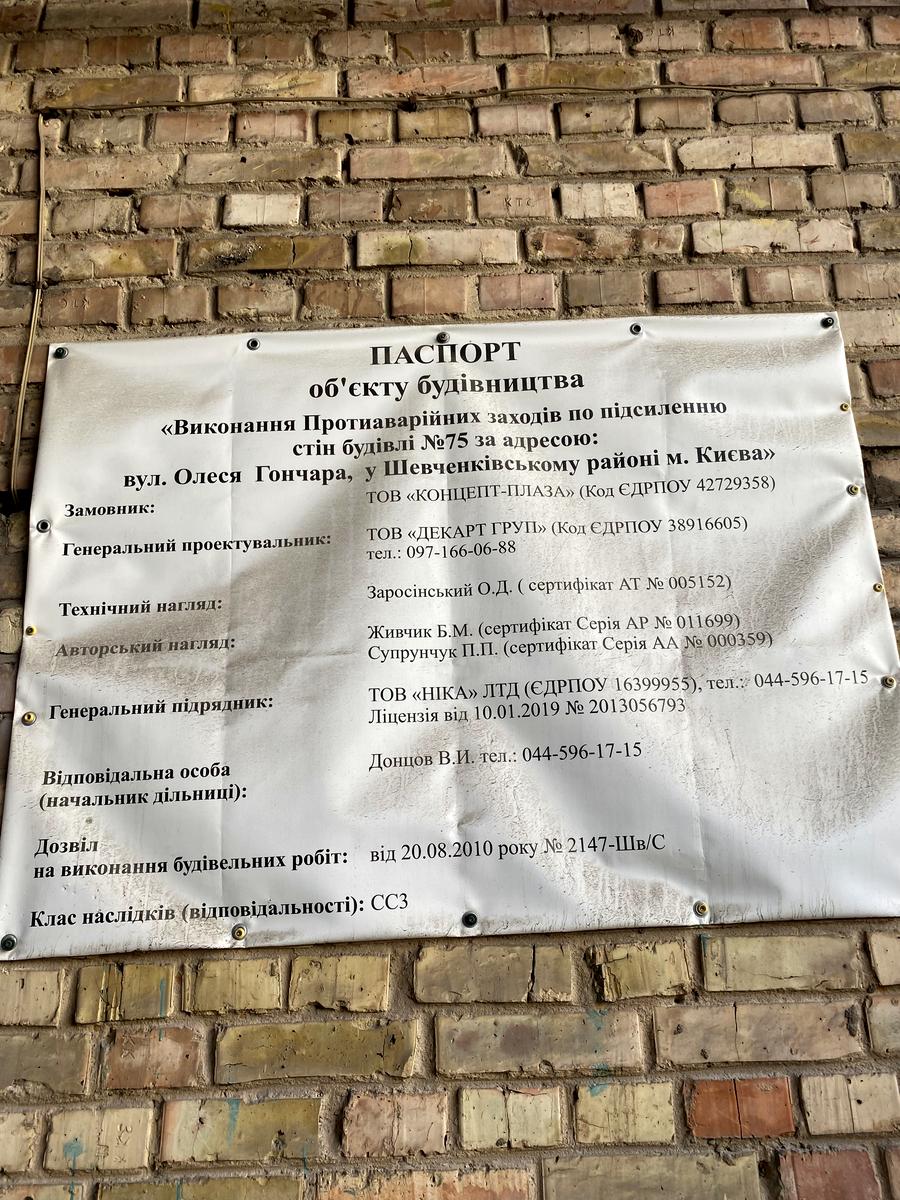 ПАСПОРТ
об'єкту будівництва
«Виконання Протиаварійних заходів по підсиленню
стін будівлі №75 за адресою:
вул. Олеся Гончара, у Шевченківському районі м. Києва»
Замовник: ТОВ «КОНЦЕПТ-ПЛАЗА» (Код ЄДРПОУ 42729358)
Генеральний проектувальник: ТОВ «ДЕКАРТ ГРУП» (Код ЄДРПОУ 38916605)
тел.: 097-166-06-88
Технічний нагляд: Заросінський О.Д. ( сертифікат АТ № 005152)
Авторський нагляд: Живчик Б.М. (сертифікат Серія АР № 011699)
Супрунчук П.П. (сертифікат Серія АА № 000359)
Генеральний підрядник: ТОВ «НІКА» ЛТД (ЄДРПОУ 16399955), тел.: 044-596-17-15
Ліцензія від 10.01.2019 № 2013056793
Відповідальна особа Донцов В.И. тел.: 044-596-17-15
(начальник дільниці):
Дозвіл
на виконання будівельних робіт: від 20.08.2010 року № 2147-Шв/С
Клас наслідків (відповідальності): СС3